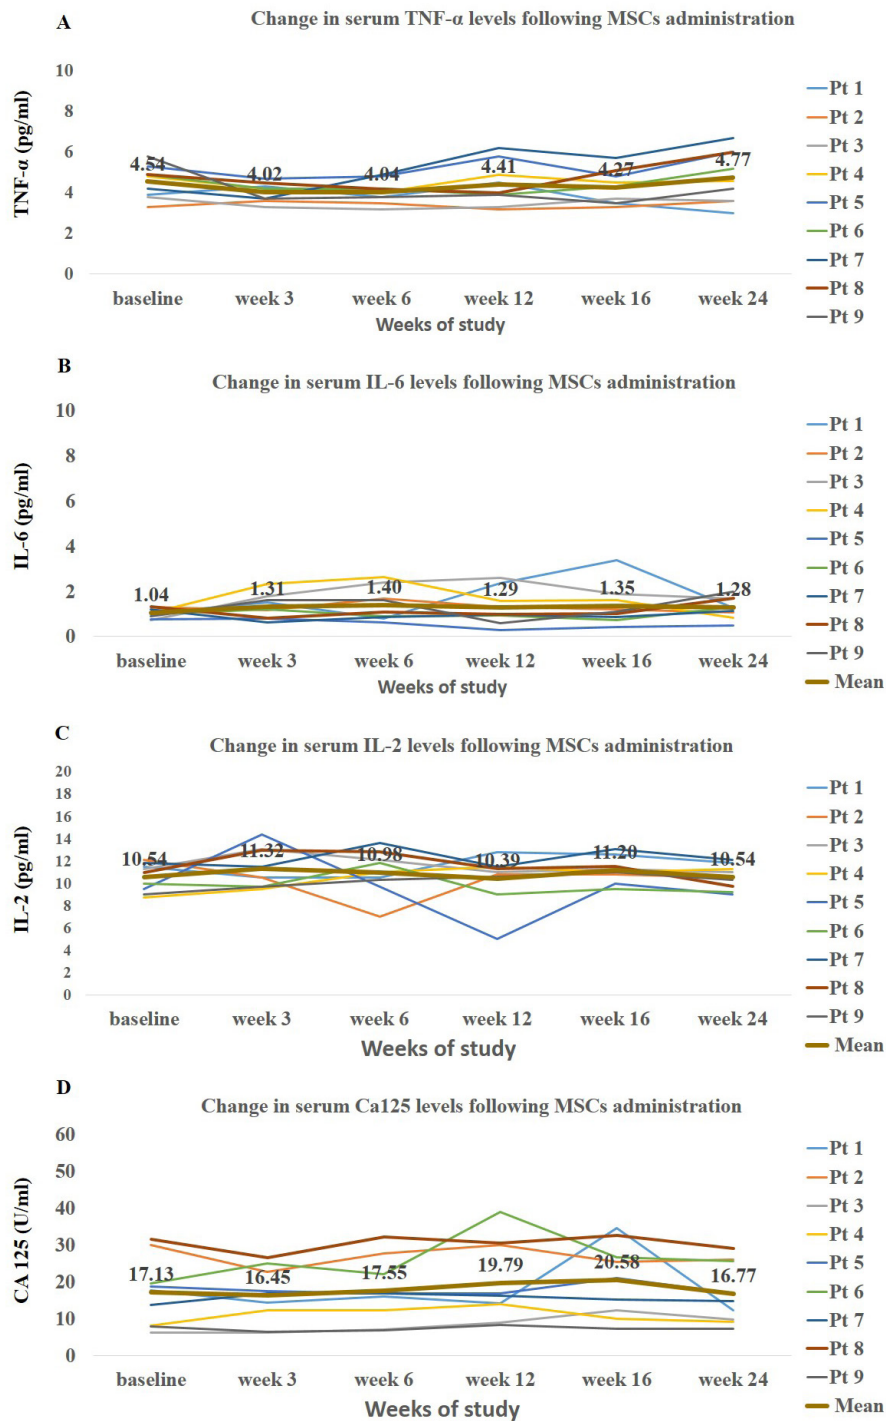 A
Change in serum TNF-α levels following MSCs administration
TNF-α (pg/ml)
10
8
6
4
2
0
4.54
4.02
4.04
4.41
4.27
4.77
baseline
week 3
week 6
week 12
week 16
week 24
Weeks of study
Pt 1
Pt 2
Pt 3
Pt 4
Pt 5
Pt 6
Pt 7
Pt 8
Pt 9
B
Change in serum IL-6 levels following MSCs administration
IL-6 (pg/ml)
10
8
6
4
2
0
1.04
1.31
1.40
1.29
1.35
1.28
baseline
week 3
week 6
week 12
week 16
week 24
Weeks of study
Pt 1
Pt 2
Pt 3
Pt 4
Pt 5
Pt 6
Pt 7
Pt 8
Pt 9
Mean
C
Change in serum IL-2 levels following MSCs administration
IL-2 (pg/ml)
20
18
16
14
12
10
8
6
4
2
0
10.54
11.32
10.98
10.39
11.20
10.54
baseline
week 3
week 6
week 12
week 16
week 24
Weeks of study
Pt 1
Pt 2
Pt 3
Pt 4
Pt 5
Pt 6
Pt 7
Pt 8
Pt 9
Mean
D
Change in serum Ca125 levels following MSCs administration
CA 125 (U/ml)
60
50
40
30
20
10
0
17.13
16.45
17.55
19.79
20.58
16.77
baseline
week 3
week 6
week 12
week 16
week 24
Weeks of study
Pt 1
Pt 2
Pt 3
Pt 4
Pt 5
Pt 6
Pt 7
Pt 8
Pt 9
Mean